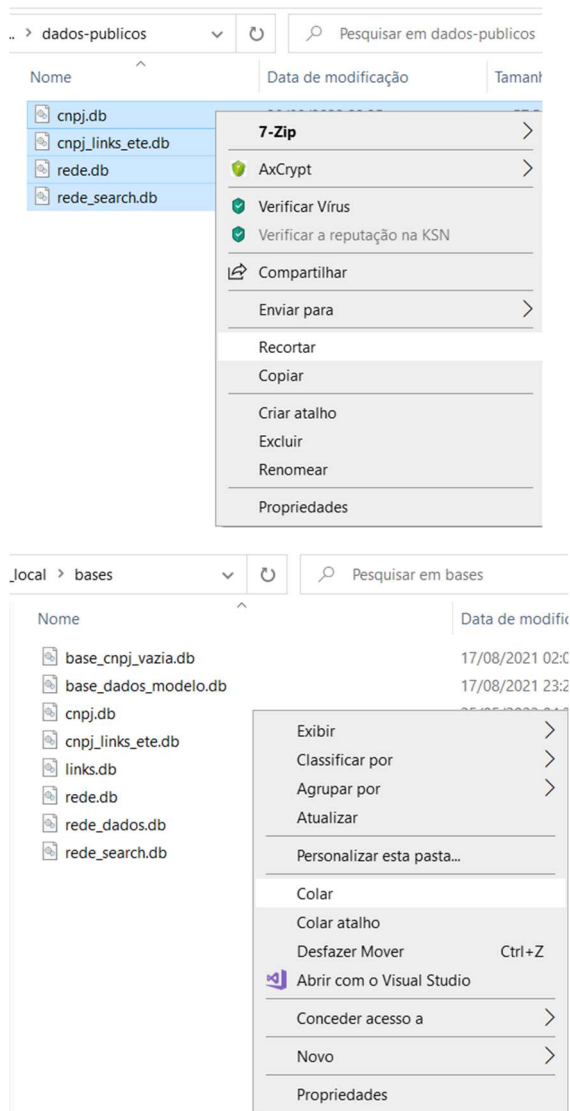 .. > dados-publicos
Pesquisar em dados-publicos
Nome Data de modificação
cnpj.db
cnpj_links_ete.db
rede.db
rede_search.db
7-Zip
AxCrypt
Verificar Vírus
Verificar a reputação na KSN
Compartilhar
Enviar para
Recortar
Copiar
Criar atalho
Excluir
Renomear
Propriedades
_local > bases
Pesquisar em bases
Nome Data de modific
base_cnpj_vazia.db 17/08/2021 02:0
base_dados_modelo.db 17/08/2021 23:2
cnpj.db
cnpj_links_ete.db
links.db
rede.db
rede_dados.db
rede_search.db
Exibir
Classificar por
Agrupar por
Atualizar
Personalizar esta pasta...
Colar
Colar atalho
Desfazer Mover Ctrl+Z
Abrir com o Visual Studio
Conceder acesso a
Novo
Propriedades